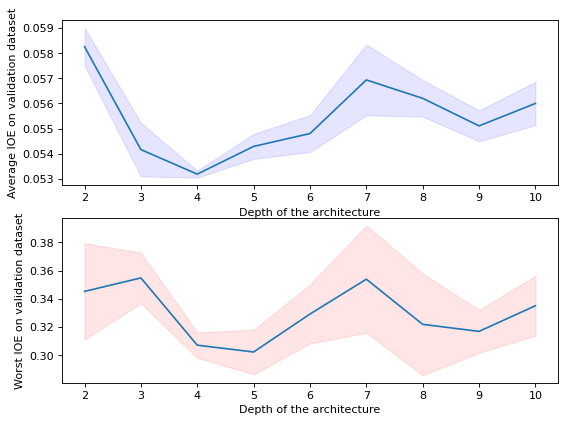 Average IOE on validation dataset
0.059
0.058
0.057
0.056
0.055
0.054
0.053
2 3 4 5 6 7 8 9 10
Depth of the architecture
Worst IOE on validation dataset
0.38
0.36
0.34
0.32
0.30
2 3 4 5 6 7 8 9 10
Depth of the architecture